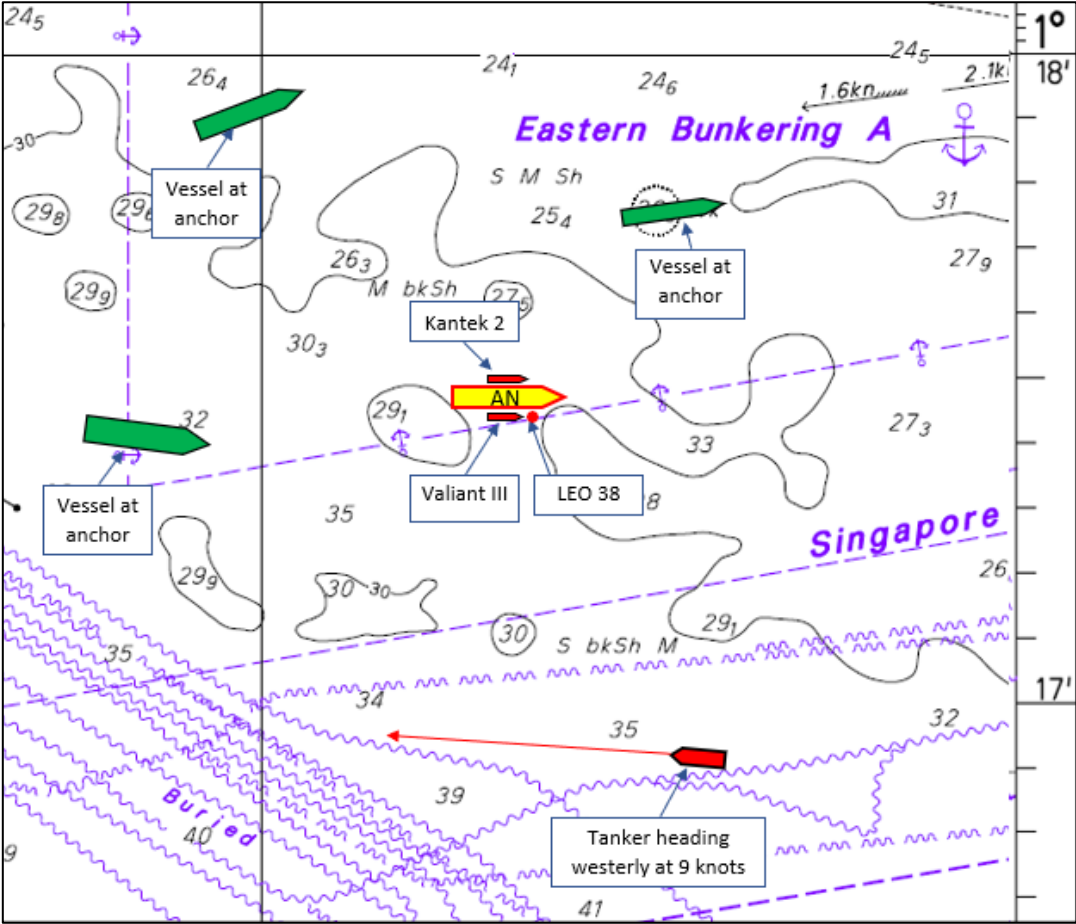 24₅
1°
18'
24₁
24₅
26₄
24₆
1.6kn
2.1k
Eastern Bunkering A
30
Vessel at
anchor
S M Sh
31
29₈
29₆
25₄
26₃
Vessel at
anchor
27₉
29₉
M bkSh
27₅
Kantek 2
30₃
AN
29₁
32
33
27₃
Valiant III
LEO 38
8
Vessel at
anchor
35
Singapore
29₉
30
30
26
30
S bkSh M
29₁
35
17'
34
35
32
39
Buried
40
9
Tanker heading
westerly at 9 knots
41